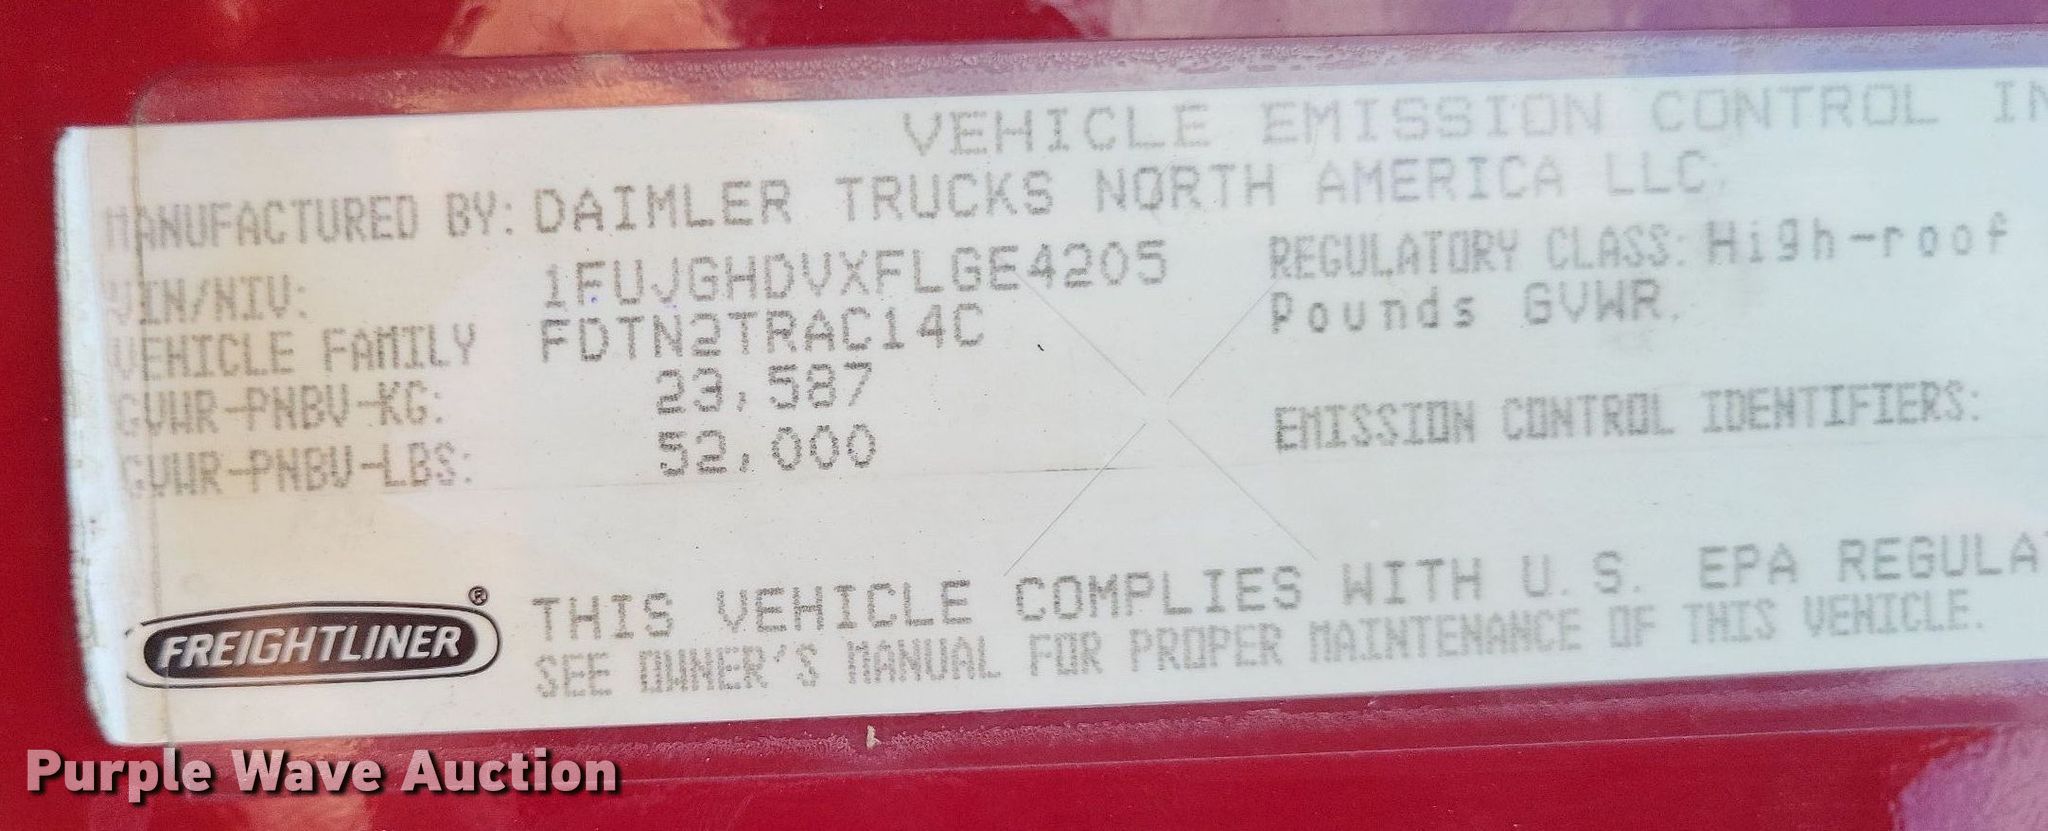 VEHICLE EMISSION CONTROL IN
MANUFACTURED BY: DAIMLER TRUCKS NORTH AMERICA LLC.
VIN/NIV: 1FUJGHDVXFLGE4205
REGULATORY CLASS: High-roof
Pounds GVWR.
VEHICLE FAMILY FDTN2TRAC14C
GVWR-PNBV-KG: 23,587
GVWR-PNBV-LBS: 52,000
EMISSION CONTROL IDENTIFIERS:
FREIGHTLINER®
THIS VEHICLE COMPLIES WITH U.S. EPA REGULA
SEE OWNER'S MANUAL FOR PROPER MAINTENANCE OF THIS VEHICLE.
Purple Wave Auction